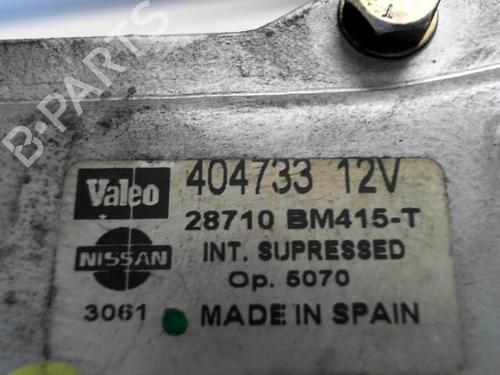 B-PARTS
Valeo 404733 12V
28710 BM415-T
NISSAN INT. SUPRESSED
Op. 5070
3061 MADE IN SPAIN